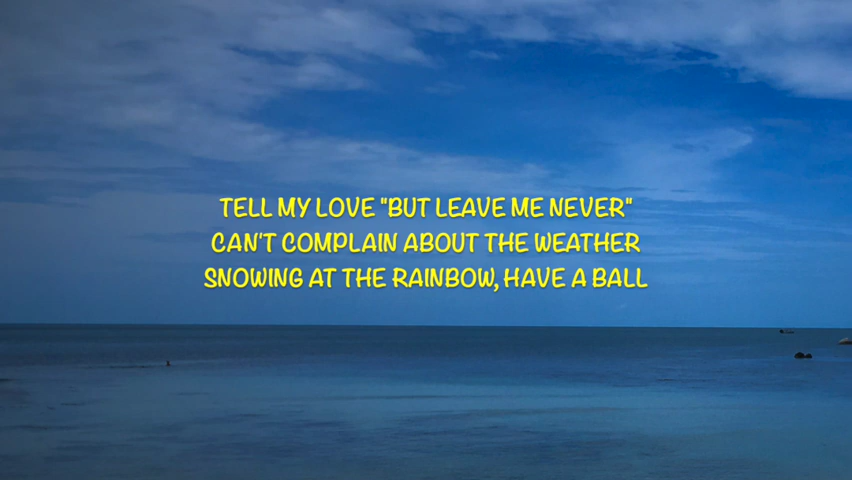 TELL MY LOVE "BUT LEAVE ME NEVER"
CAN'T COMPLAIN ABOUT THE WEATHER
SNOWING AT THE RAINBOW, HAVE A BALL